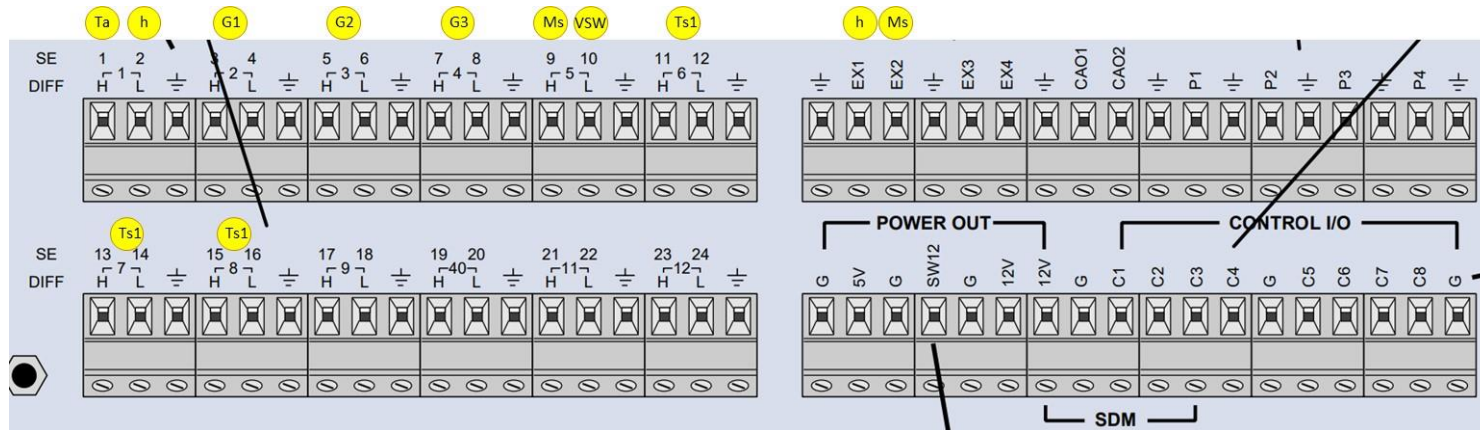 Ta h G1 G2 G3 Ms VSW Ts1 h Ms
SE 1 2 3 4 5 6 7 8 9 10 11 12
DIFF H 1 L H 2 L H 3 L H 4 L H 5 L H 6 L
EX1 EX2 EX3 EX4 CAO1 CAO2 P1 P2 P3 P4
POWER OUT CONTROL I/O
Ts1 Ts1
SE 13 14 15 16 17 18 19 20 21 22 23 24
DIFF H 7 L H 8 L H 9 L H 40 L H 11 L H 12 L
G 5V G SW12 G 12V 12V G C1 C2 C3 C4 G C5 C6 C7 C8 G
SDM